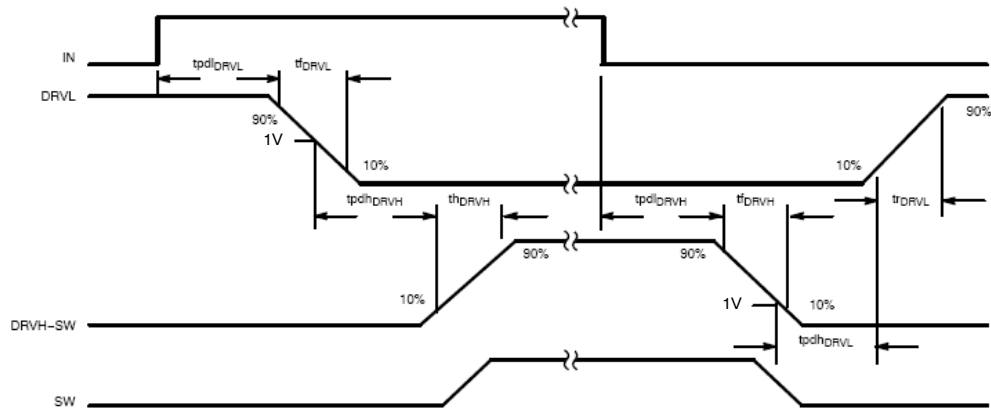 IN
tpdlDRVL
tfDRVL
DRVL
90%
90%
1V
10%
10%
tpdhDRVH
thDRVH
tpdlDRVH
tfDRVH
trDRVL
90%
90%
10%
1V
10%
DRVH–SW
tpdhDRVL
SW